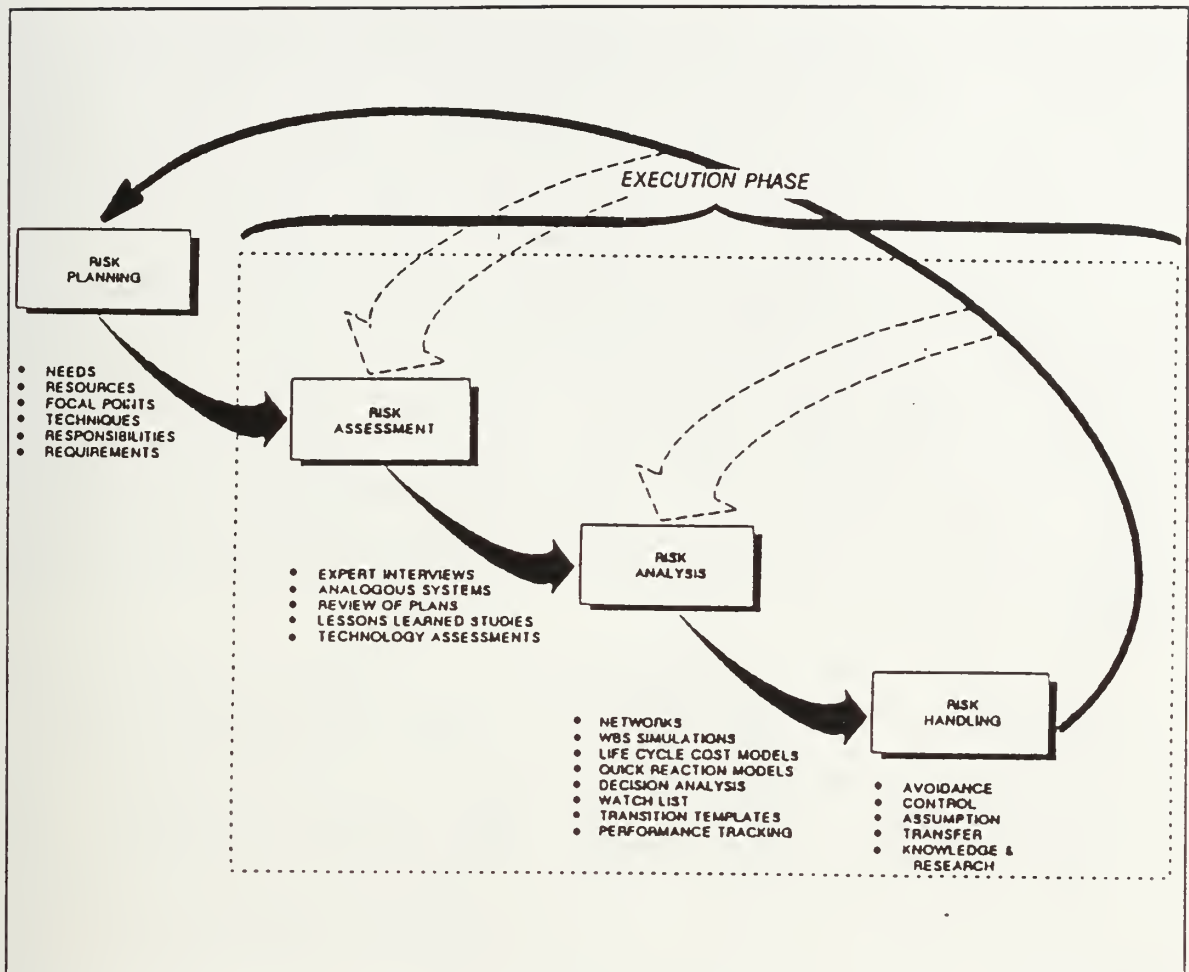 EXECUTION PHASE
RISK
PLANNING
• NEEDS
• RESOURCES
• FOCAL POINTS
• TECHNIQUES
• RESPONSIBILITIES
• REQUIREMENTS
RISK
ASSESSMENT
• EXPERT INTERVIEWS
• ANALOGOUS SYSTEMS
• REVIEW OF PLANS
• LESSONS LEARNED STUDIES
• TECHNOLOGY ASSESSMENTS
RISK
ANALYSIS
• NETWORKS
• WBS SIMULATIONS
• LIFE CYCLE COST MODELS
• QUICK REACTION MODELS
• DECISION ANALYSIS
• WATCH LIST
• TRANSITION TEMPLATES
• PERFORMANCE TRACKING
RISK
HANDLING
• AVOIDANCE
• CONTROL
• ASSUMPTION
• TRANSFER
• KNOWLEDGE &
RESEARCH